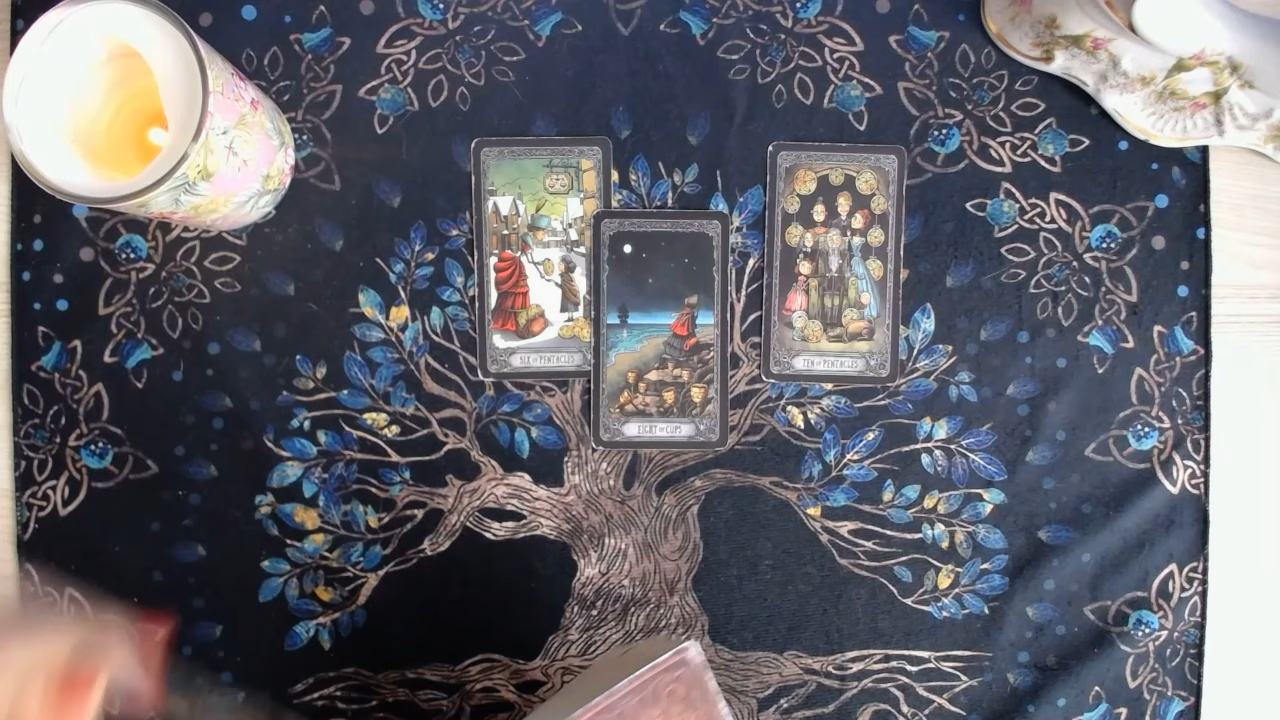 SIX OF PENTACLES
EIGHT OF CUPS
TEN OF PENTACLES